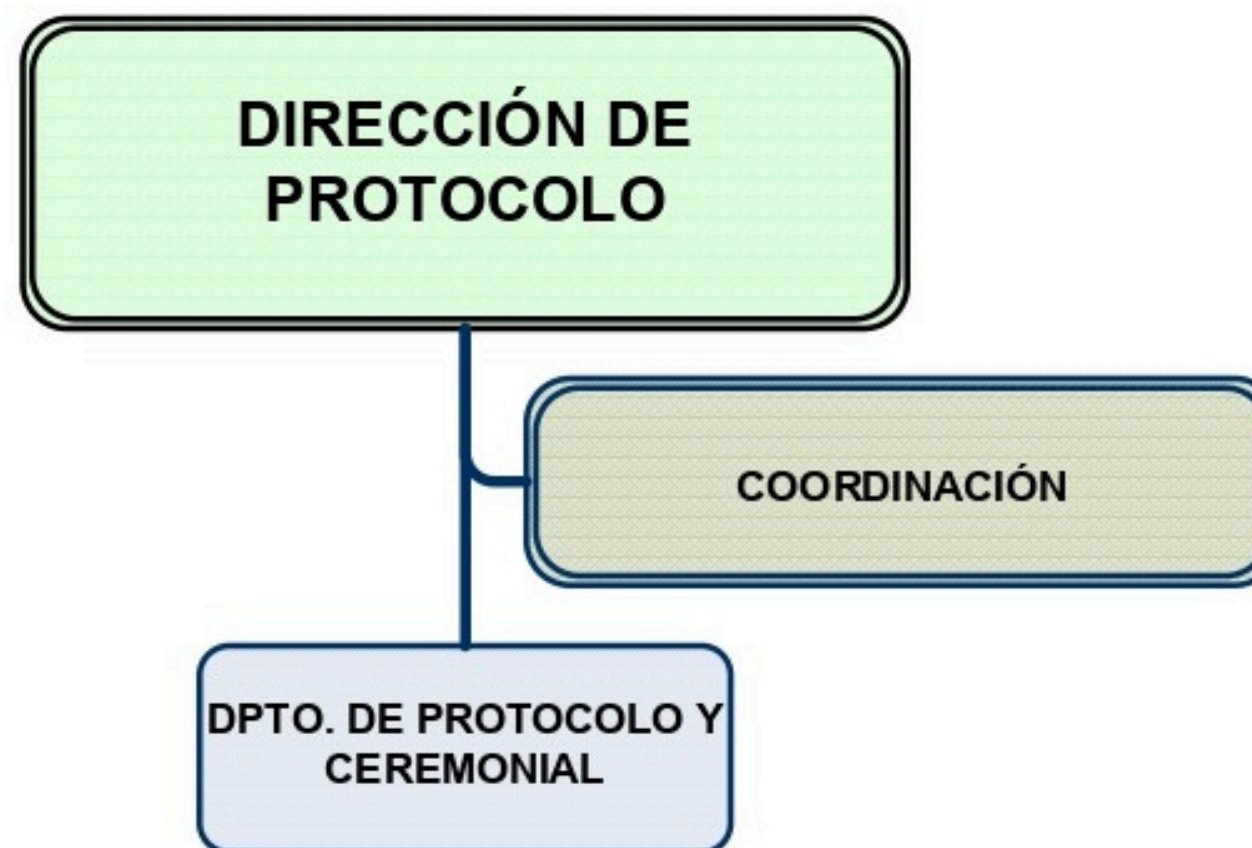 DIRECCIÓN DE
PROTOCOLO
COORDINACIÓN
DPTO. DE PROTOCOLO Y
CEREMONIAL